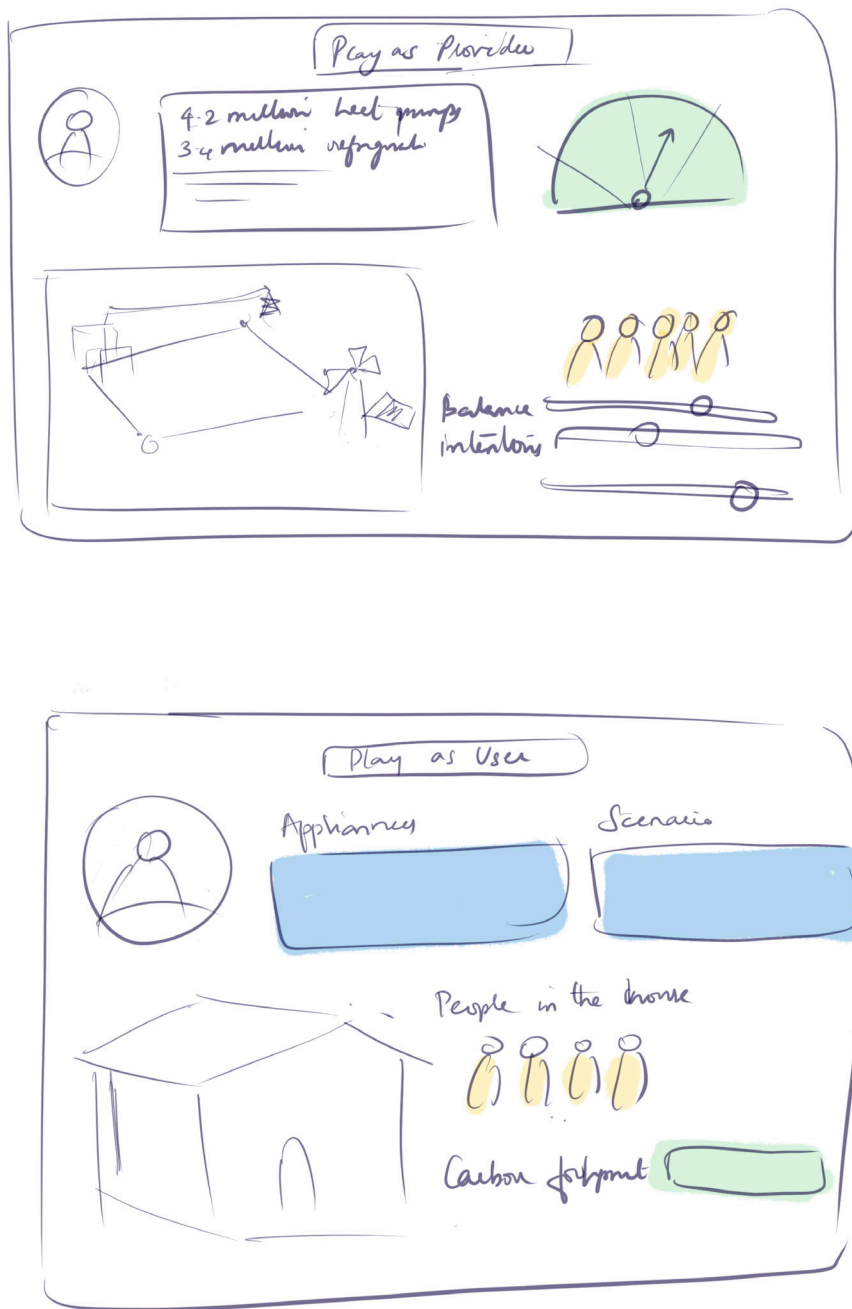 Play as Provider
4.2 million heat pumps
3.4 million
Balance
intentions
Play as User
Appliances
Scenario
People in the house
Carbon footprint